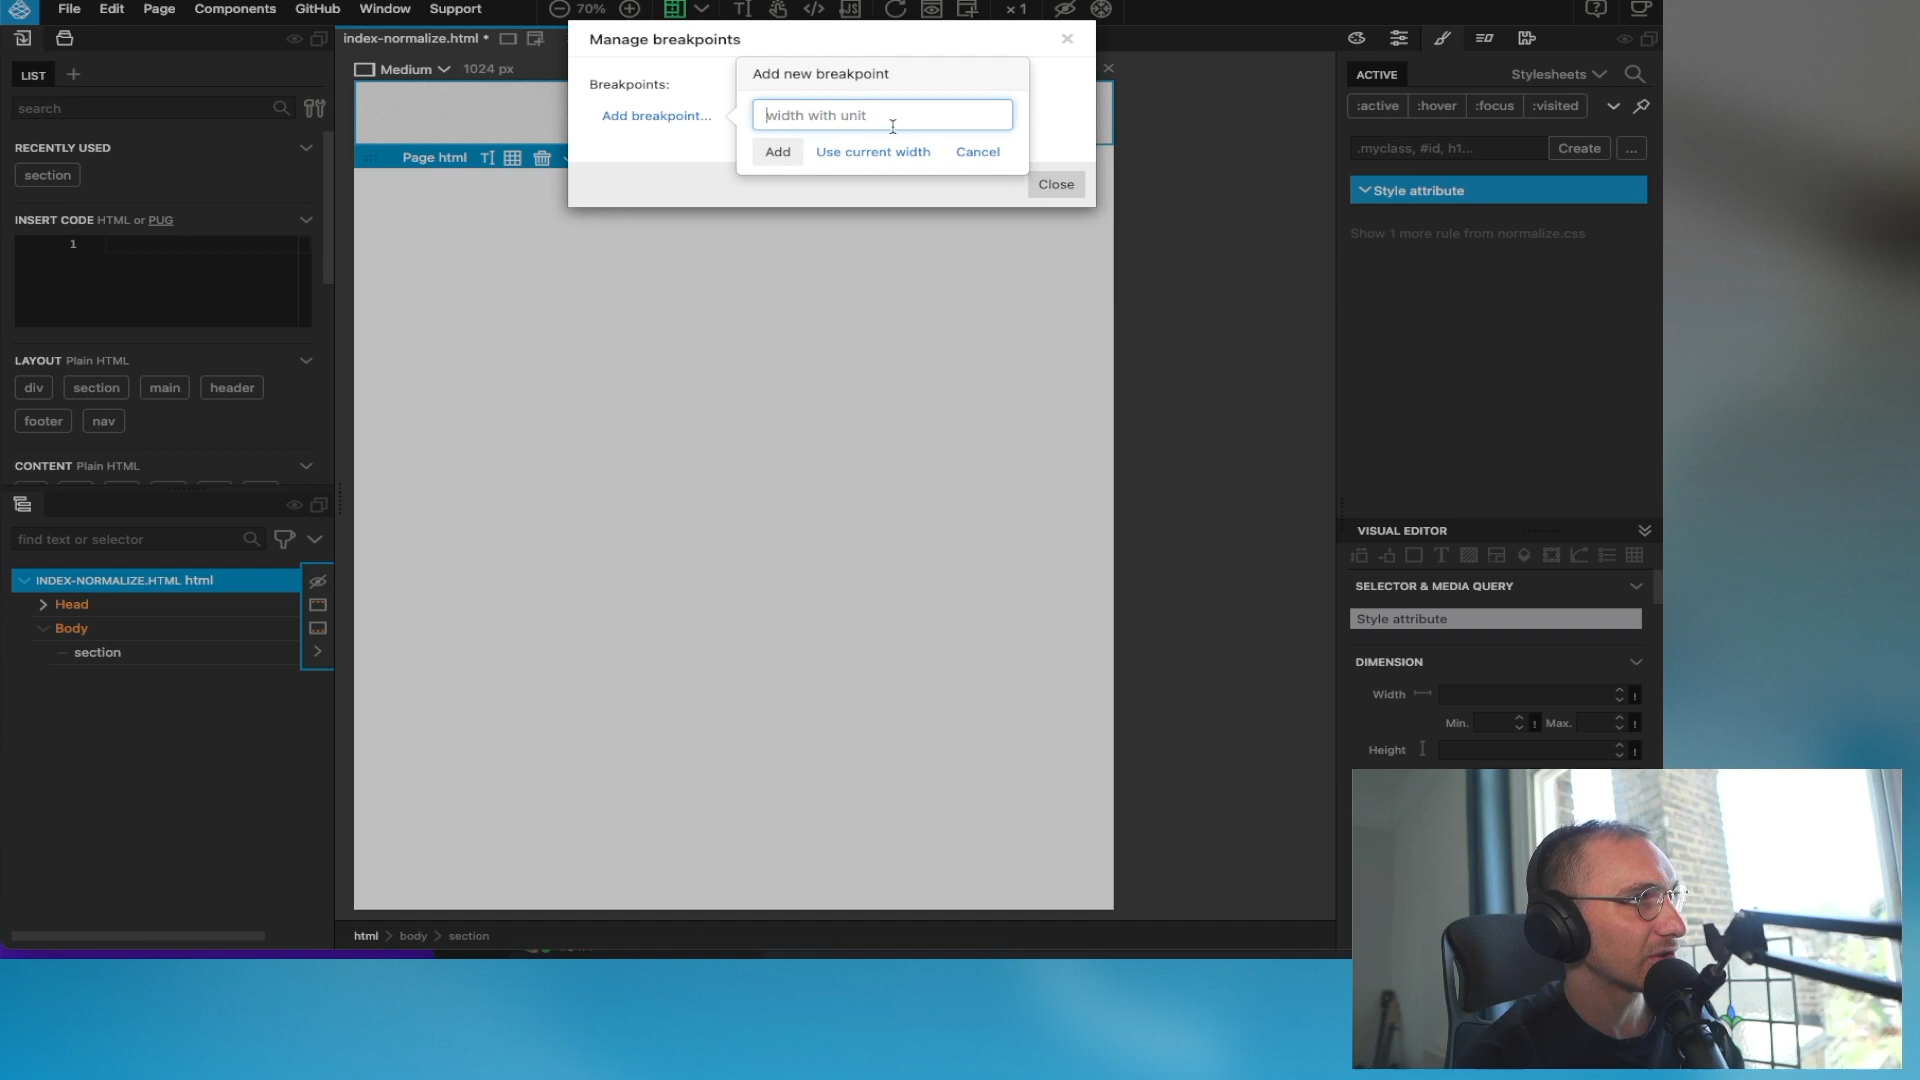 File Edit Page Components GitHub Window Support
70%
x 1
index-normalize.html *
Manage breakpoints
LIST
Medium 1024 px
Add new breakpoint
ACTIVE
Stylesheets
search
Breakpoints:
Add breakpoint...
width with unit
:active :hover :focus :visited
RECENTLY USED
Page html
Add Use current width Cancel
.myclass, #id, h1...
Create
...
section
Close
Style attribute
INSERT CODE HTML or PUG
1
Show 1 more rule from normalize.css
LAYOUT Plain HTML
div section main header
footer nav
CONTENT Plain HTML
find text or selector
VISUAL EDITOR
INDEX-NORMALIZE.HTML html
SELECTOR & MEDIA QUERY
Head
Style attribute
Body
section
DIMENSION
Width
Min. Max.
Height
html > body > section